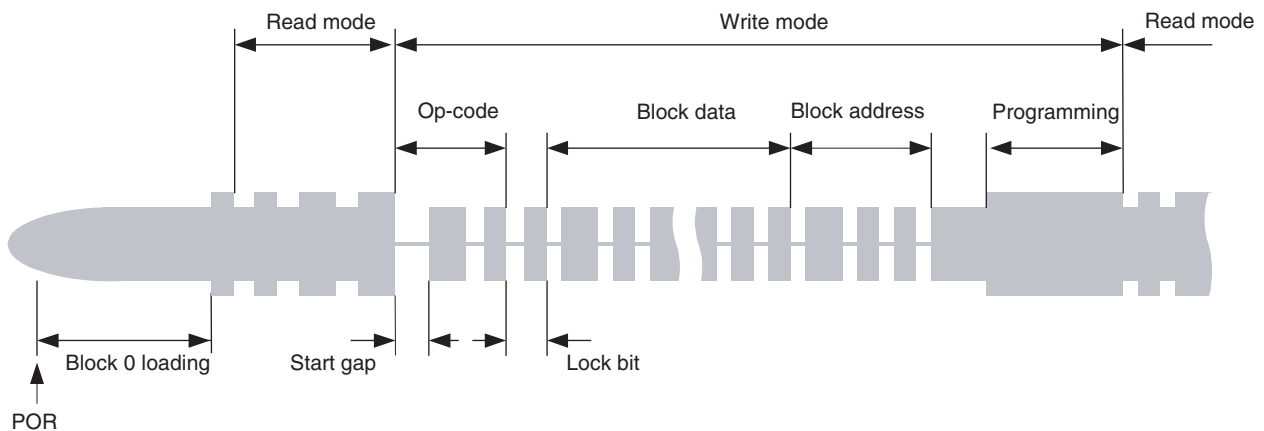 Read mode
Write mode
Read mode
Op-code
Block data
Block address
Programming
Block 0 loading
Start gap
Lock bit
POR